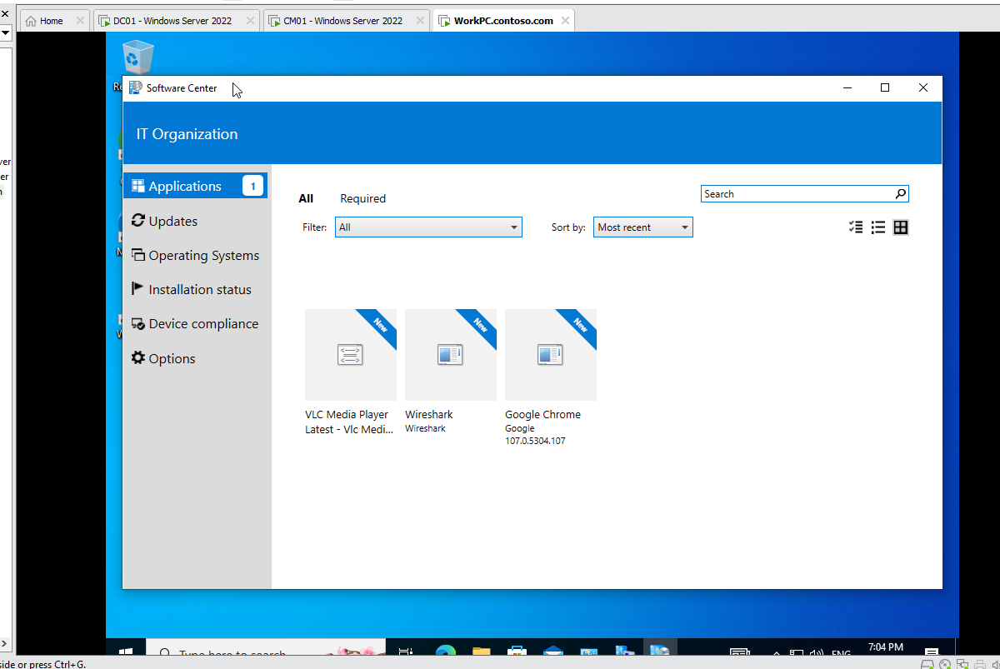 Home
DC01 - Windows Server 2022
CM01 - Windows Server 2022
WorkPC.contoso.com
Software Center
IT Organization
Applications
1
Updates
Operating Systems
Installation status
Device compliance
Options
All
Required
Search
Filter:
All
Sort by:
Most recent
New
New
New
VLC Media Player
Latest - Vlc Medi...
Wireshark
Wireshark
Google Chrome
Google
107.0.5304.107
Type here to search
ENG
7:04 PM
side or press Ctrl+G.